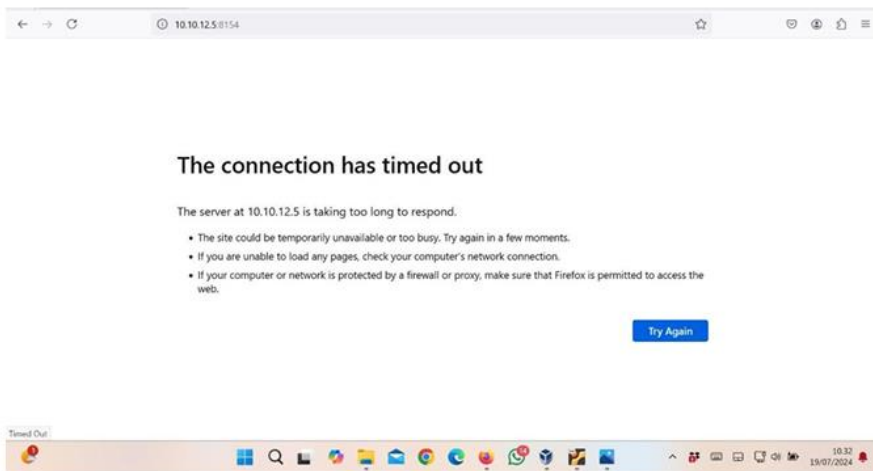 10.10.12.5:8154
The connection has timed out
The server at 10.10.12.5 is taking too long to respond.
• The site could be temporarily unavailable or too busy. Try again in a few moments.
• If you are unable to load any pages, check your computer's network connection.
• If your computer or network is protected by a firewall or proxy, make sure that Firefox is permitted to access the
web.
Try Again
Timed Out
10.32
19/07/2024